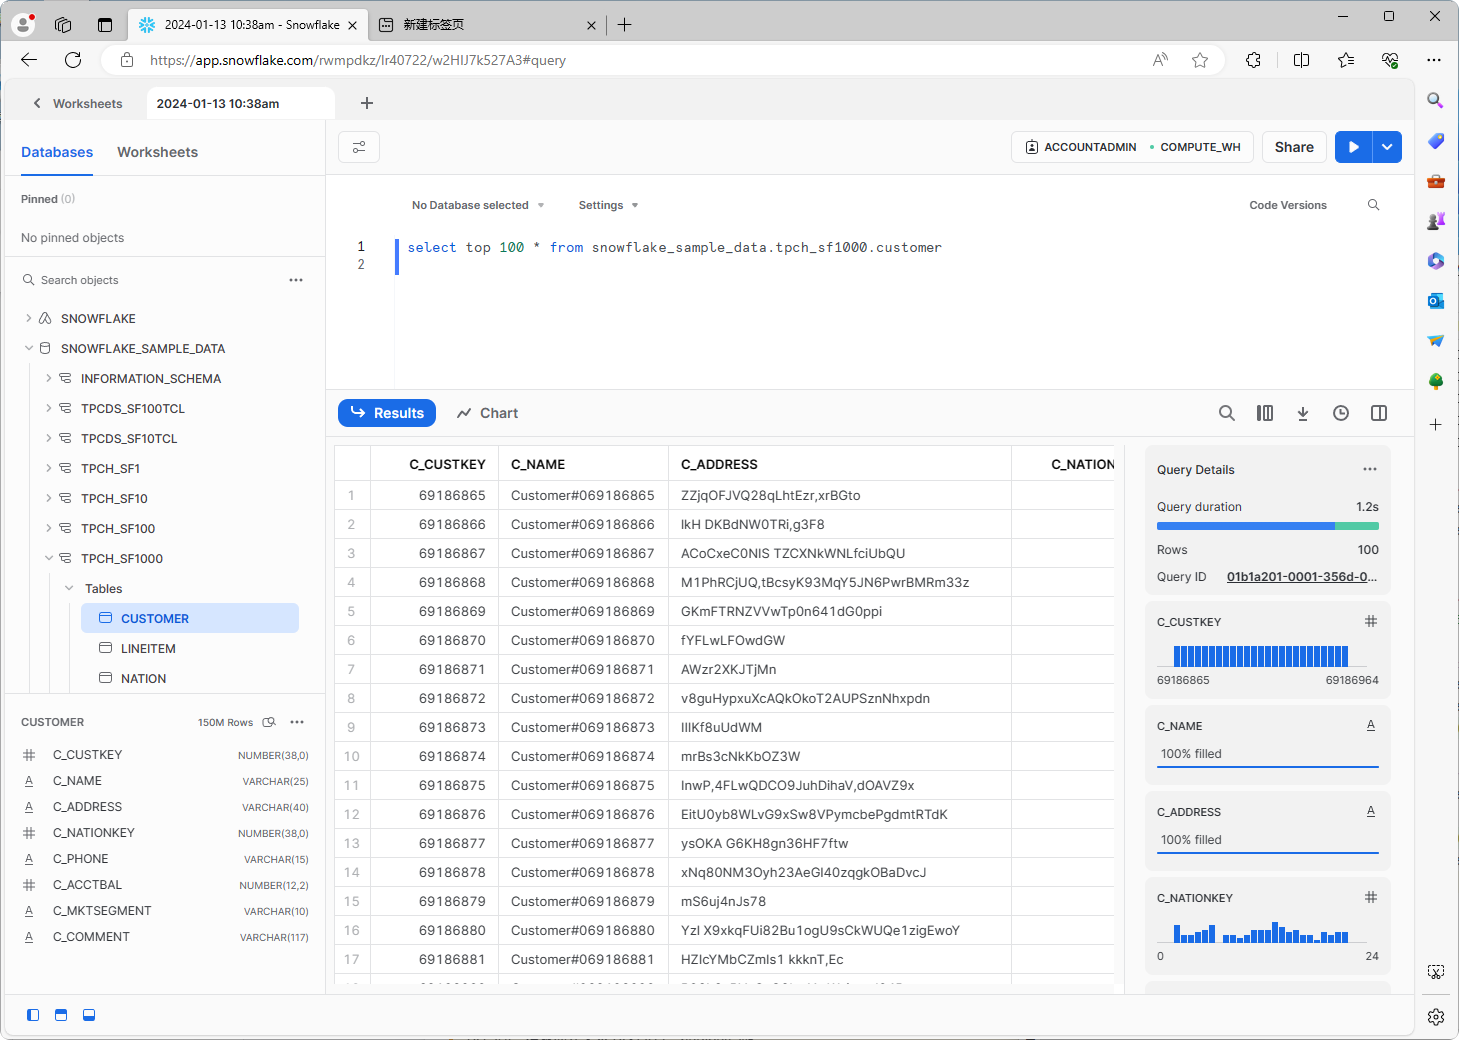 2024-01-13 10:38am - Snowflake
新建标签页
https://app.snowflake.com/rwmpdkz/lr40722/w2HIJ7k527A3#query
Worksheets
2024-01-13 10:38am
Databases
Worksheets
ACCOUNTADMIN
COMPUTE_WH
Share
Pinned (0)
No pinned objects
No Database selected
Settings
Code Versions
1 select top 100 * from snowflake_sample_data.tpch_sf1000.customer
2
Search objects
SNOWFLAKE
SNOWFLAKE_SAMPLE_DATA
INFORMATION_SCHEMA
TPCDS_SF100TCL
TPCDS_SF10TCL
TPCH_SF1
TPCH_SF10
TPCH_SF100
TPCH_SF1000
Tables
CUSTOMER
LINEITEM
NATION
CUSTOMER 150M Rows
C_CUSTKEY NUMBER(38,0)
C_NAME VARCHAR(25)
C_ADDRESS VARCHAR(40)
C_NATIONKEY NUMBER(38,0)
C_PHONE VARCHAR(15)
C_ACCTBAL NUMBER(12,2)
C_MKTSEGMENT VARCHAR(10)
C_COMMENT VARCHAR(117)
Results
Chart
C_CUSTKEY C_NAME C_ADDRESS C_NATION
1 69186865 Customer#069186865 ZZjqOFJVQ28qLhtEzr,xrBGto
2 69186866 Customer#069186866 IkH DKBdNW0TRi,g3F8
3 69186867 Customer#069186867 ACoCxeC0NIS TZCXNkWNLfciUbQU
4 69186868 Customer#069186868 M1PhRCjUQ,tBcsyK93MqY5JN6PwrBMRm33z
5 69186869 Customer#069186869 GKmFTRNZVVwTp0n641dG0ppi
6 69186870 Customer#069186870 fYFLwLFOwdGW
7 69186871 Customer#069186871 AWzr2XKJTjMn
8 69186872 Customer#069186872 v8guHypxuXcAQkOkoT2AUPSznNhxpdn
9 69186873 Customer#069186873 IIIKf8uUdWM
10 69186874 Customer#069186874 mrBs3cNkKbOZ3W
11 69186875 Customer#069186875 InwP,4FLwQDCO9JuhDihaV,dOAVZ9x
12 69186876 Customer#069186876 EitU0yb8WLvG9xSw8VPymcbePgdmtRTdK
13 69186877 Customer#069186877 ysOKA G6KH8gn36HF7ftw
14 69186878 Customer#069186878 xNq80NM3Oyh23AeGl40zqgkOBaDvcJ
15 69186879 Customer#069186879 mS6uj4nJs78
16 69186880 Customer#069186880 YzI X9xkqFUi82Bu1ogU9sCkWUQe1zigEwoY
17 69186881 Customer#069186881 HZIcYMbCZmIs1 kkknT,Ec
Query Details
Query duration 1.2s
Rows 100
Query ID 01b1a201-0001-356d-0...
C_CUSTKEY
69186865 69186964
C_NAME
100% filled
C_ADDRESS
100% filled
C_NATIONKEY
0 24